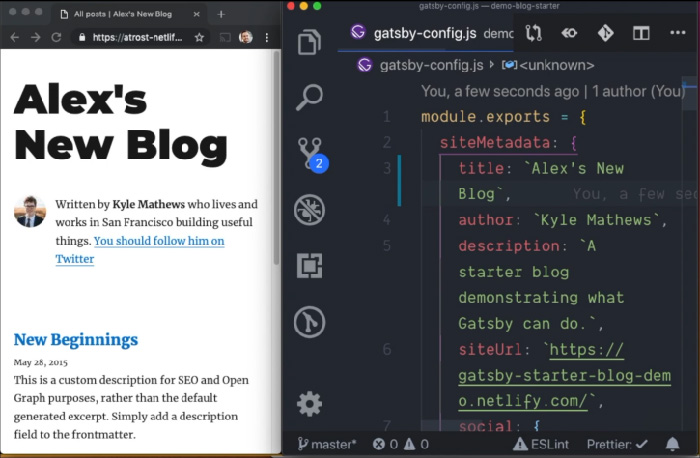 All posts | Alex's New Blog
https://atrost-netlif...
Alex's
New Blog
Written by Kyle Mathews who lives and
works in San Francisco building useful
things. You should follow him on
Twitter
New Beginnings
May 28, 2015
This is a custom description for SEO and Open
Graph purposes, rather than the default
generated excerpt. Simply add a description
field to the frontmatter.
gatsby-config.js — demo-blog-starter
gatsby-config.js demo
gatsby-config.js > <unknown>
You, a few seconds ago | 1 author (You)
1 module.exports = {
2 siteMetadata: {
3 title: `Alex's New
Blog`, You, a few sec
4 author: `Kyle Mathews`,
5 description: `A
starter blog
demonstrating what
Gatsby can do.`,
6 siteUrl: `https://
gatsby-starter-blog-dem
o.netlify.com/`,
7 social: {
2
master* 0 0 ESLint Prettier: ✓